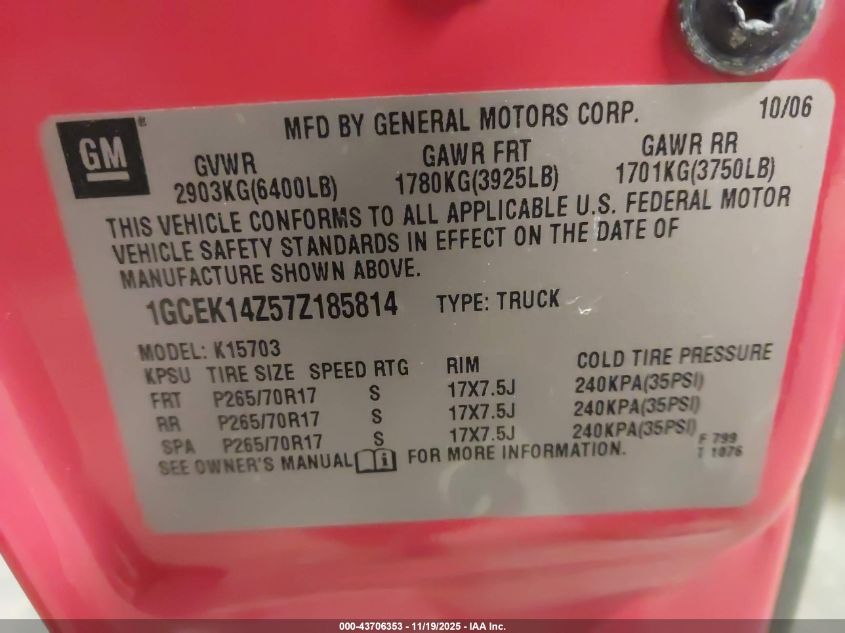 GM
MFD BY GENERAL MOTORS CORP.
10/06
GVWR GAWR FRT GAWR RR
2903KG(6400LB) 1780KG(3925LB) 1701KG(3750LB)
THIS VEHICLE CONFORMS TO ALL APPLICABLE U.S. FEDERAL MOTOR
VEHICLE SAFETY STANDARDS IN EFFECT ON THE DATE OF
MANUFACTURE SHOWN ABOVE.
1GCEK14Z57Z185814 TYPE: TRUCK
MODEL: K15703
KPSU TIRE SIZE SPEED RTG RIM COLD TIRE PRESSURE
FRT P265/70R17 S 17X7.5J 240KPA(35PSI)
RR P265/70R17 S 17X7.5J 240KPA(35PSI)
SPA P265/70R17 S 17X7.5J 240KPA(35PSI)
SEE OWNER'S MANUAL FOR MORE INFORMATION.
F 799
T 1076
000-43706353 - 11/19/2025 - IAA Inc.